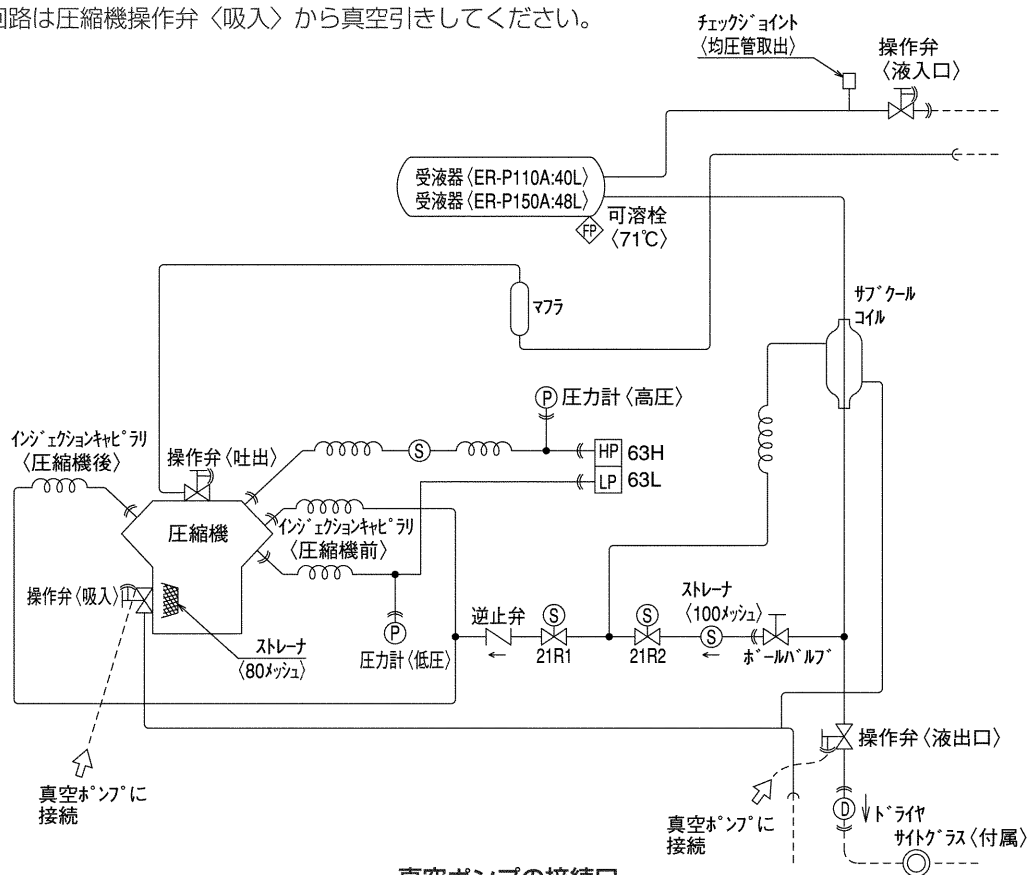 回路は圧縮機操作弁〈吸入〉から真空引きしてください。
チェックジョイント
〈均圧管取出〉
操作弁
〈液入口〉
受液器〈ER-P110A:40L〉
受液器〈ER-P150A:48L〉
FP
可溶栓
〈71℃〉
マフラ
サブクール
コイル
P 圧力計〈高圧〉
インジェクションキャピラリ
〈圧縮機後〉
操作弁〈吐出〉
S
HP 63H
LP 63L
圧縮機
インジェクションキャピラリ
〈圧縮機前〉
操作弁〈吸入〉
ストレーナ
〈80メッシュ〉
P
圧力計〈低圧〉
逆止弁
←
S
21R1
S
21R2
ストレーナ
〈100メッシュ〉
S
←
ボールバルブ
操作弁〈液出口〉
真空ポンプに
接続
真空ポンプに
接続
D ↓ドライヤ
サイトグラス〈付属〉
真空ポンプの接続口